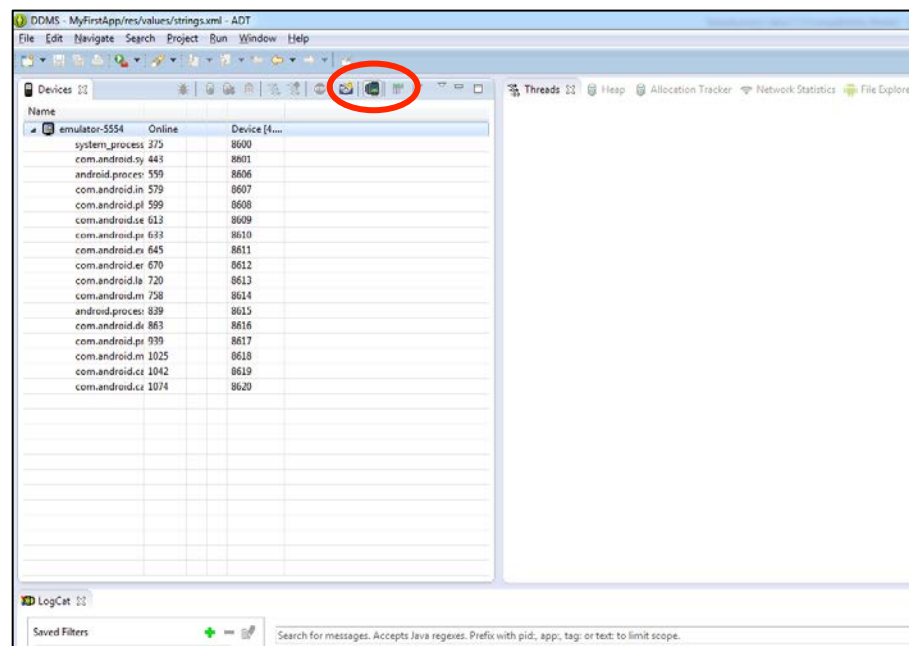 DDMS - MyFirstApp/res/values/strings.xml - ADT
File Edit Navigate Search Project Run Window Help
Devices
Threads Heap Allocation Tracker Network Statistics File Explore
Name
emulator-5554 Online Device [4....
system_process 375 8600
com.android.sy 443 8601
android.proces: 559 8606
com.android.in 579 8607
com.android.pl 599 8608
com.android.se 613 8609
com.android.pr 633 8610
com.android.ex 645 8611
com.android.er 670 8612
com.android.la 720 8613
com.android.m 758 8614
android.proces: 839 8615
com.android.de 863 8616
com.android.pr 939 8617
com.android.m 1025 8618
com.android.ca 1042 8619
com.android.ca 1074 8620
LogCat
Saved Filters
Search for messages. Accepts Java regexes. Prefix with pid:, app:, tag: or text: to limit scope.